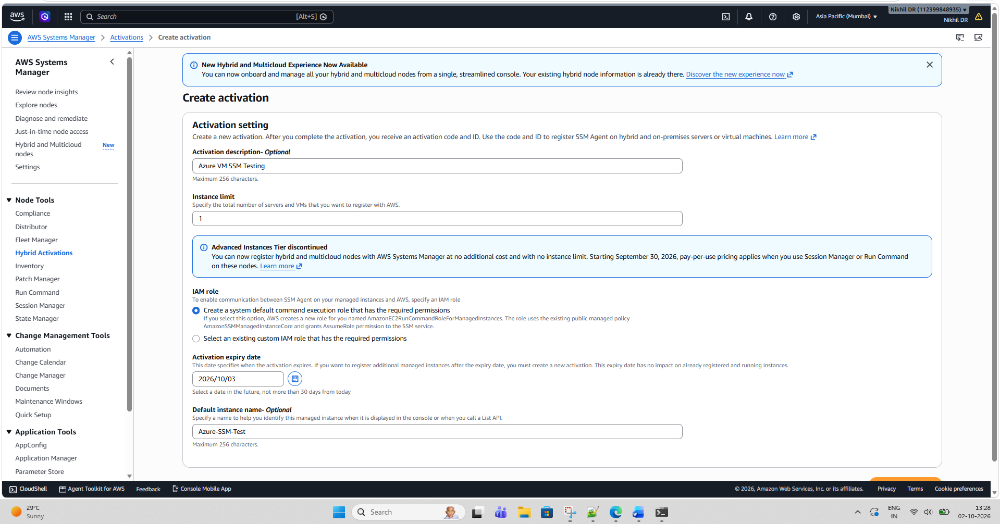 aws
Search
[Alt+S]
Asia Pacific (Mumbai) ▼
Nikhil DR (112399848935) ▼
Nikhil DR
AWS Systems Manager > Activations > Create activation
AWS Systems
Manager
Review node insights
Explore nodes
Diagnose and remediate
Just-in-time node access
Hybrid and Multicloud
nodes
New
Settings
Node Tools
Compliance
Distributor
Fleet Manager
Hybrid Activations
Inventory
Patch Manager
Run Command
Session Manager
State Manager
Change Management Tools
Automation
Change Calendar
Change Manager
Documents
Maintenance Windows
Quick Setup
Application Tools
AppConfig
Application Manager
Parameter Store
New Hybrid and Multicloud Experience Now Available
You can now onboard and manage all your hybrid and multicloud nodes from a single, streamlined console. Your existing hybrid node information is already there. Discover the new experience now
Create activation
Activation setting
Create a new activation. After you complete the activation, you receive an activation code and ID. Use the code and ID to register SSM Agent on hybrid and on-premises servers or virtual machines. Learn more
Activation description- Optional
Azure VM SSM Testing
Maximum 256 characters.
Instance limit
Specify the total number of servers and VMs that you want to register with AWS.
1
Advanced Instances Tier discontinued
You can now register hybrid and multicloud nodes with AWS Systems Manager at no additional cost and with no instance limit. Starting September 30, 2026, pay-per-use pricing applies when you use Session Manager or Run Command
on these nodes. Learn more
IAM role
To enable communication between SSM Agent on your managed instances and AWS, specify an IAM role
Create a system default command execution role that has the required permissions
If you select this option, AWS creates a new role for you named AmazonEC2RunCommandRoleForManagedInstances. The role uses the existing public managed policy
AmazonSSMManagedInstanceCore and grants AssumeRole permission to the SSM service.
Select an existing custom IAM role that has the required permissions
Activation expiry date
This date specifies when the activation expires. If you want to register additional managed instances after the expiry date, you must create a new activation. This expiry date has no impact on already registered and running instances.
2026/10/03
Select a date in the future, not more than 30 days from today
Default instance name- Optional
Specify a name to help you identify this managed instance when it is displayed in the console or when you call a List API.
Azure-SSM-Test
Maximum 256 characters.
CloudShell
Agent Toolkit for AWS
Feedback
Console Mobile App
© 2026, Amazon Web Services, Inc. or its affiliates.
Privacy
Terms
Cookie preferences
29°C
Sunny
Search
ENG
IN
13:28
02-10-2026